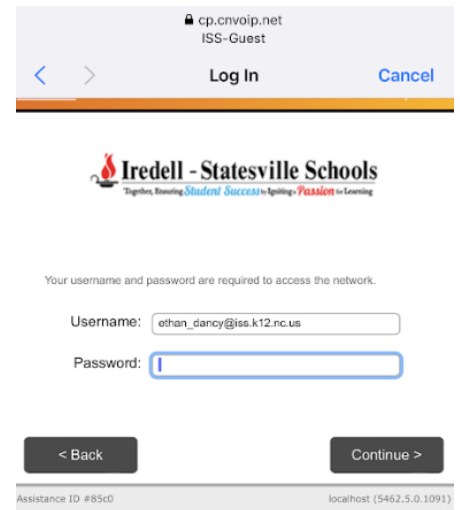 cp.cnvoip.net
ISS-Guest
< > Log In Cancel
Iredell - Statesville Schools
Together, Ensuring Student Success by Igniting a Passion for Learning
Your username and password are required to access the network.
Username: ethan_dancy@iss.k12.nc.us
Password:
< Back Continue >
Assistance ID #85c0 localhost (5462.5.0.1091)